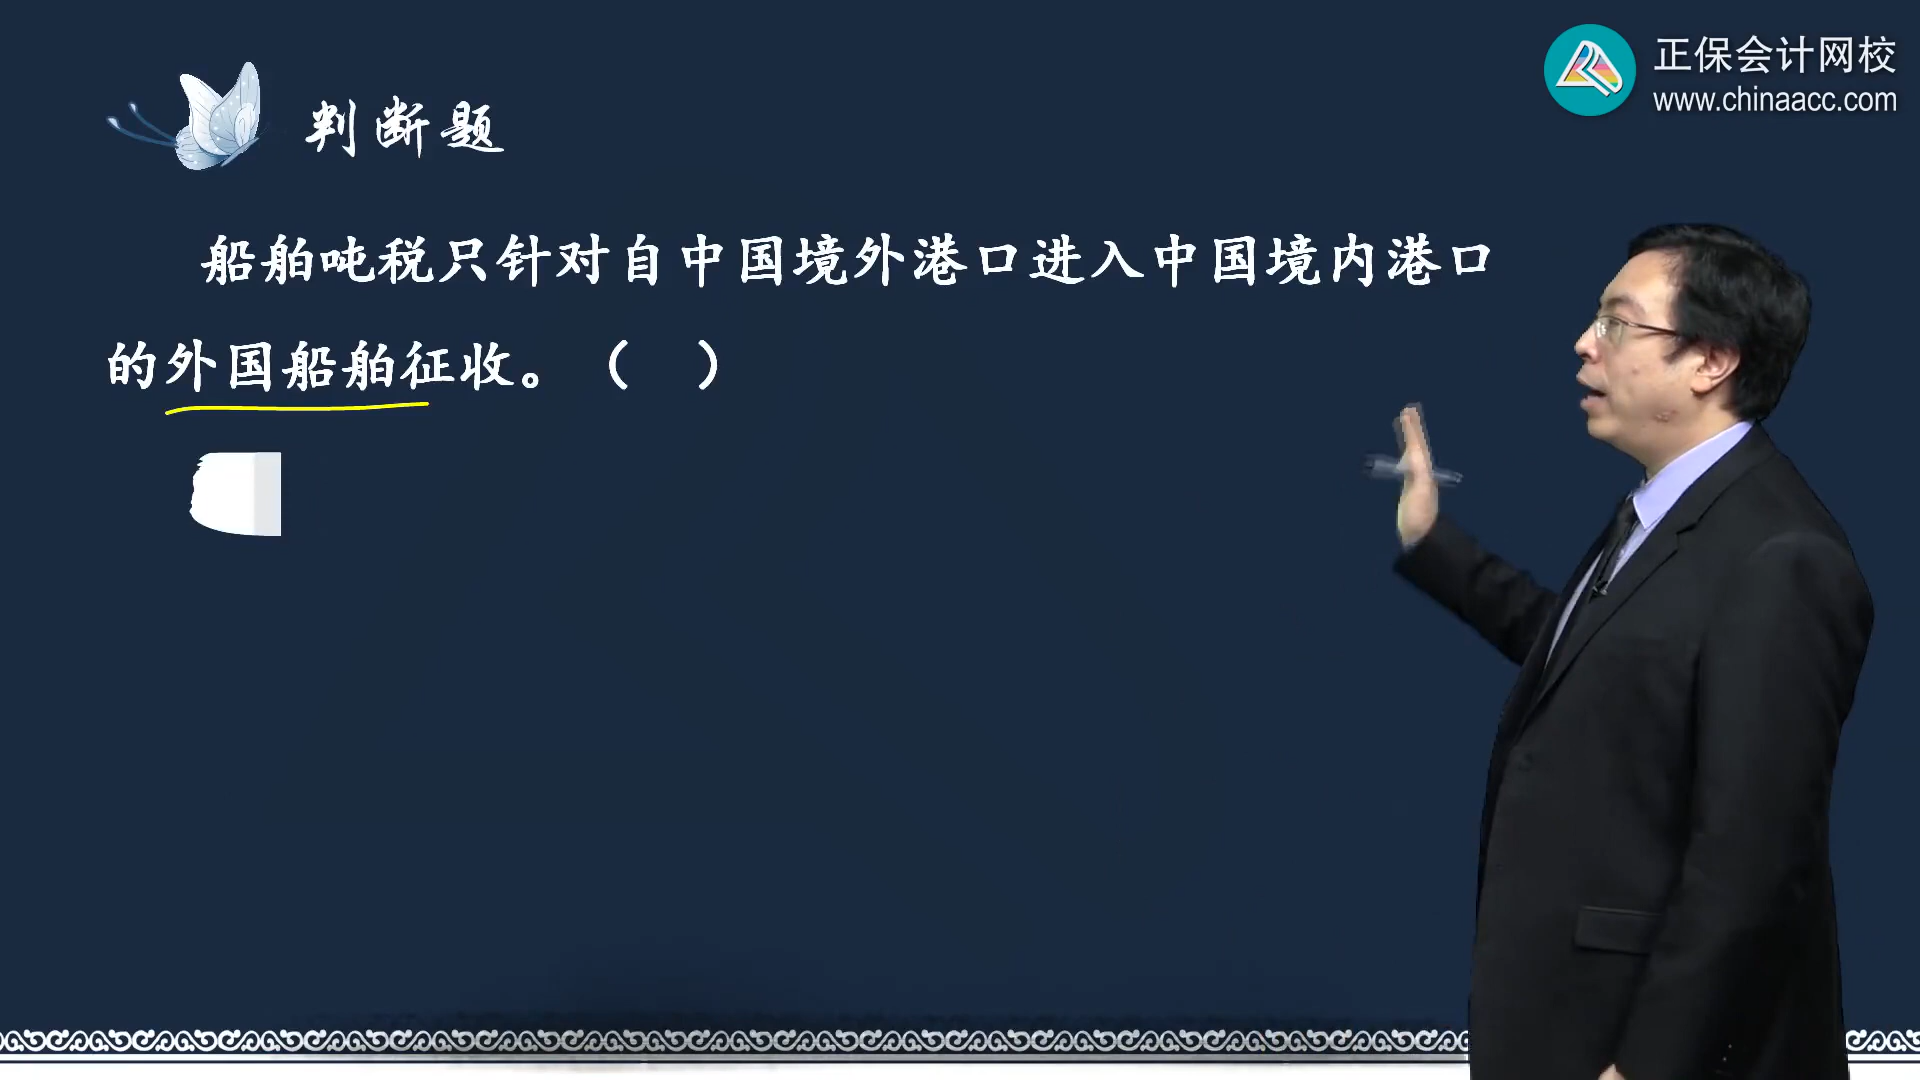 正保会计网校
www.chinaacc.com
判断题
船舶吨税只针对自中国境外港口进入中国境内港口
的外国船舶征收。（ ）